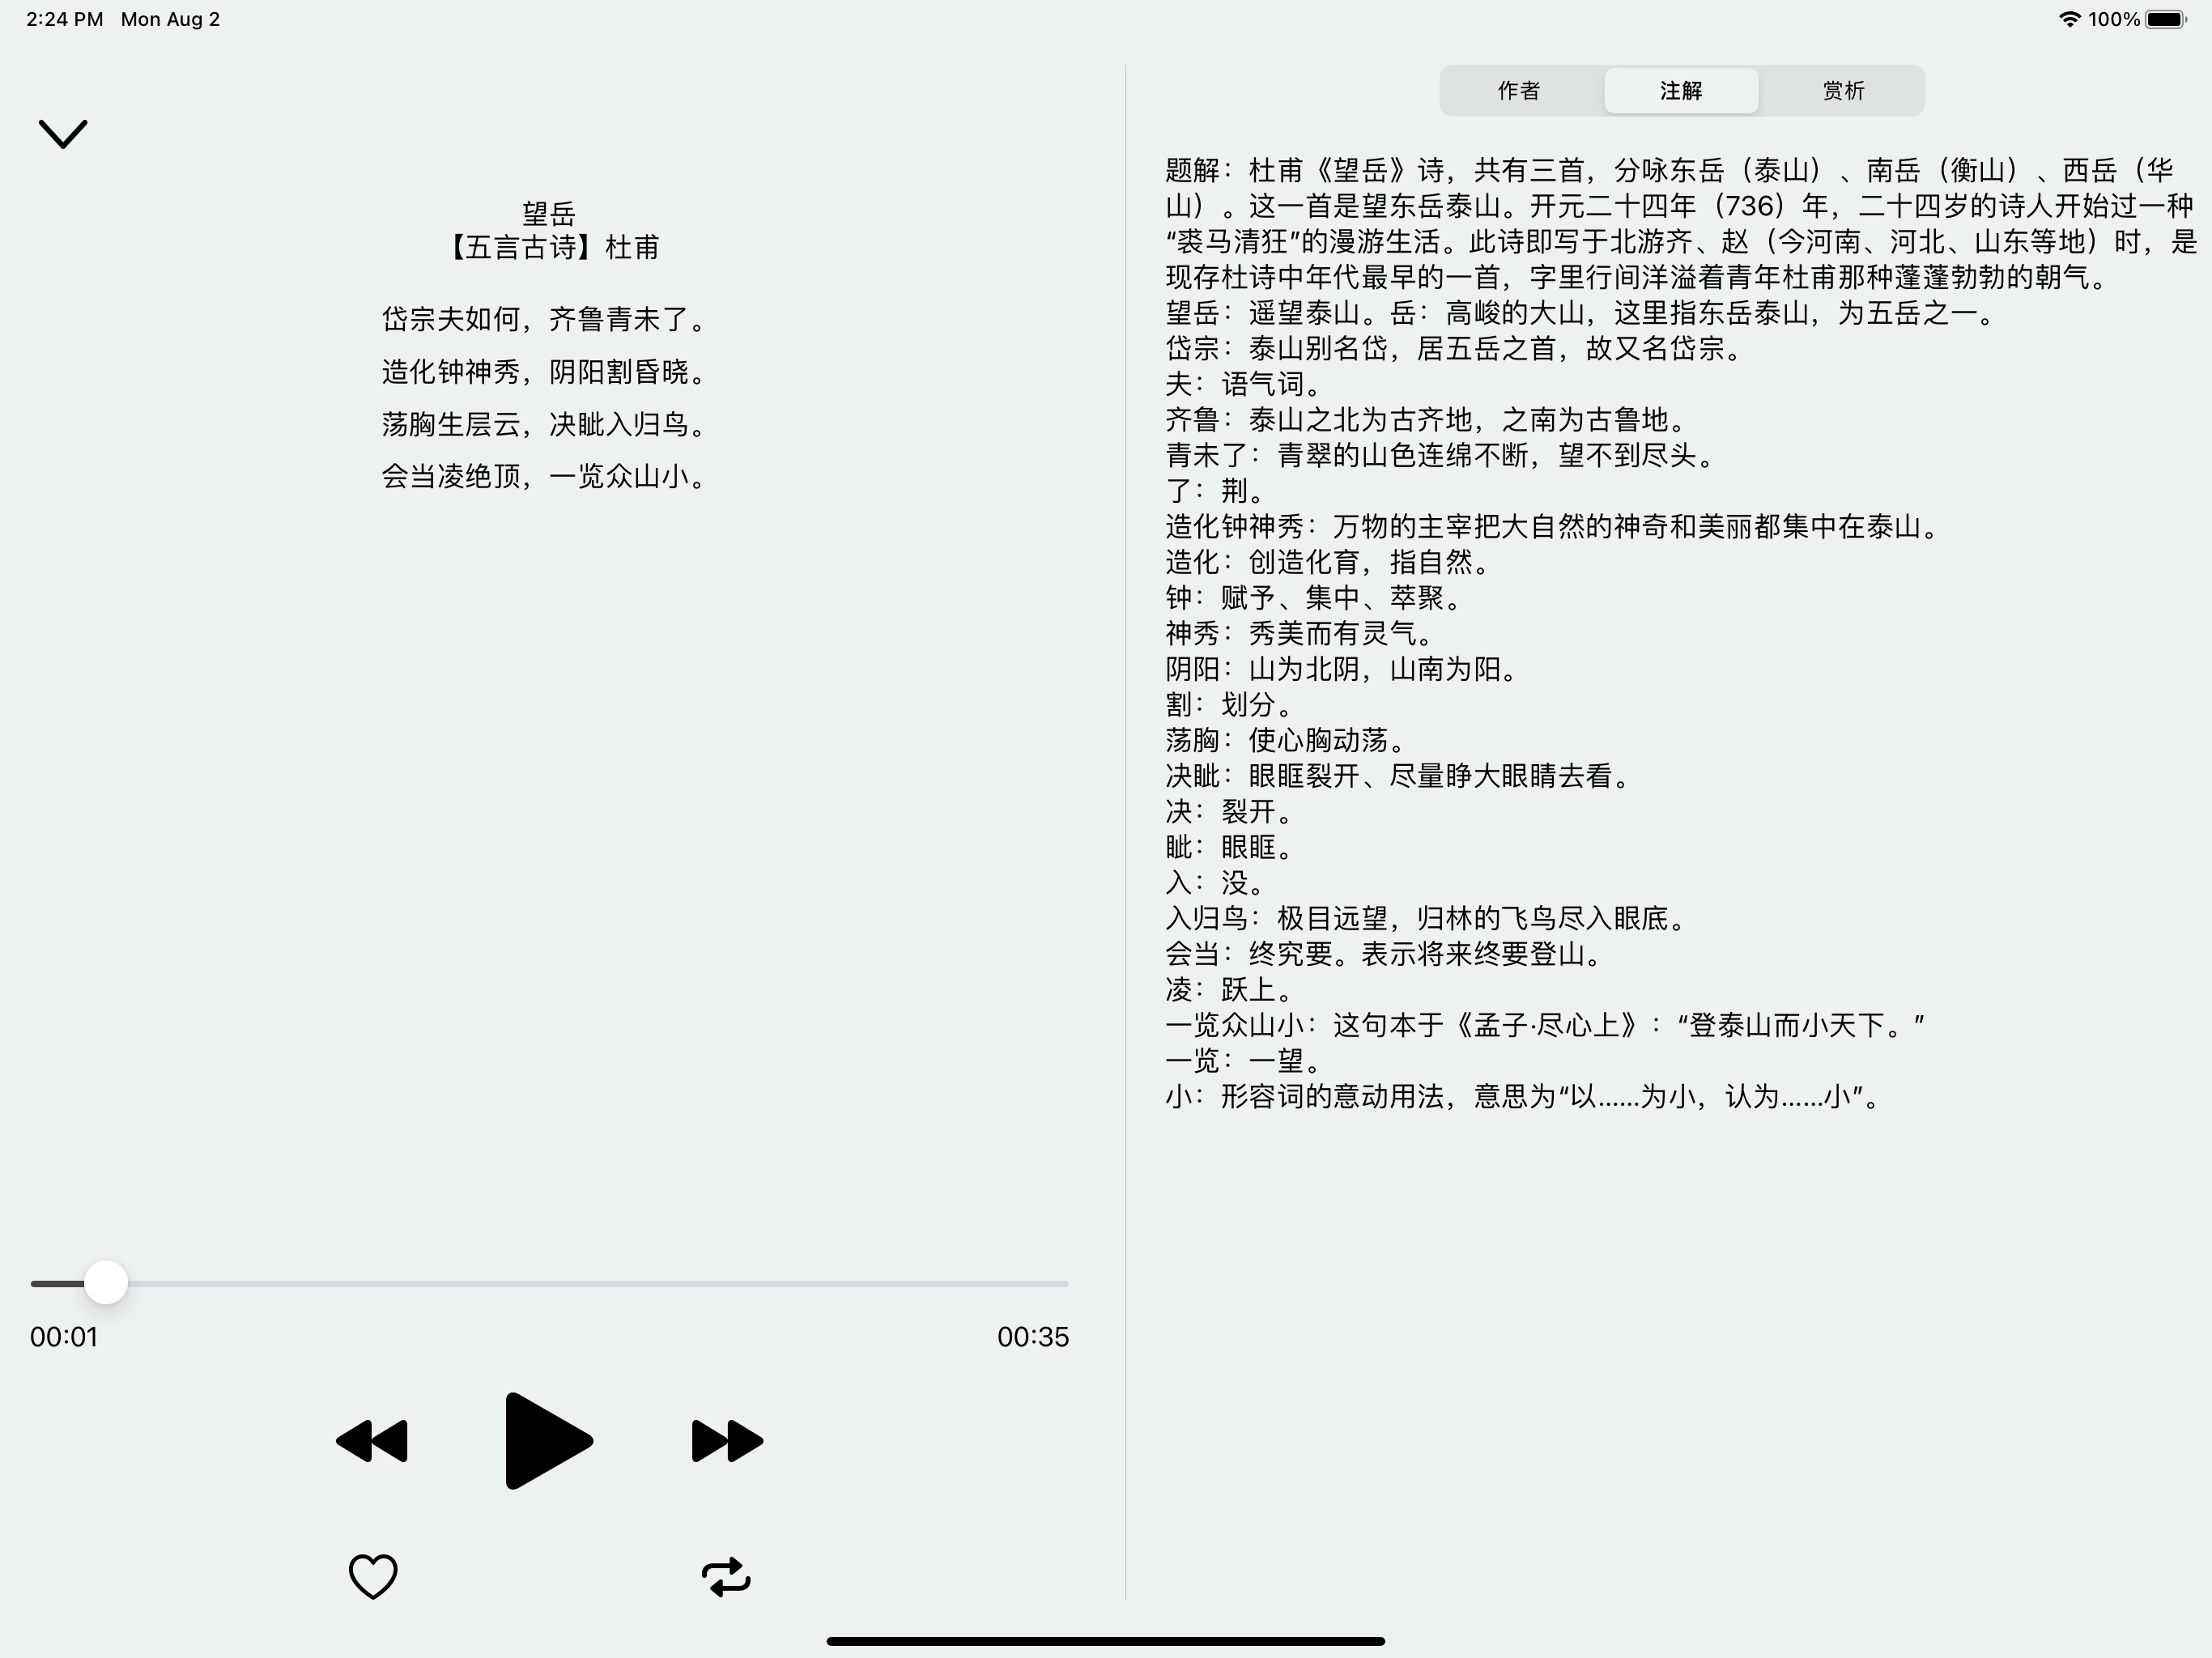 2:24 PM Mon Aug 2
100%
望岳
【五言古诗】杜甫
岱宗夫如何，齐鲁青未了。
造化钟神秀，阴阳割昏晓。
荡胸生层云，决眦入归鸟。
会当凌绝顶，一览众山小。
00:01
00:35
作者 注解 赏析
题解：杜甫《望岳》诗，共有三首，分咏东岳（泰山）、南岳（衡山）、西岳（华
山）。这一首是望东岳泰山。开元二十四年（736）年，二十四岁的诗人开始过一种
“裘马清狂”的漫游生活。此诗即写于北游齐、赵（今河南、河北、山东等地）时，是
现存杜诗中年代最早的一首，字里行间洋溢着青年杜甫那种蓬蓬勃勃的朝气。
望岳：遥望泰山。岳：高峻的大山，这里指东岳泰山，为五岳之一。
岱宗：泰山别名岱，居五岳之首，故又名岱宗。
夫：语气词。
齐鲁：泰山之北为古齐地，之南为古鲁地。
青未了：青翠的山色连绵不断，望不到尽头。
了：荆。
造化钟神秀：万物的主宰把大自然的神奇和美丽都集中在泰山。
造化：创造化育，指自然。
钟：赋予、集中、萃聚。
神秀：秀美而有灵气。
阴阳：山为北阴，山南为阳。
割：划分。
荡胸：使心胸动荡。
决眦：眼眶裂开、尽量睁大眼睛去看。
决：裂开。
眦：眼眶。
入：没。
入归鸟：极目远望，归林的飞鸟尽入眼底。
会当：终究要。表示将来终要登山。
凌：跃上。
一览众山小：这句本于《孟子·尽心上》：“登泰山而小天下。”
一览：一望。
小：形容词的意动用法，意思为“以……为小，认为……小”。